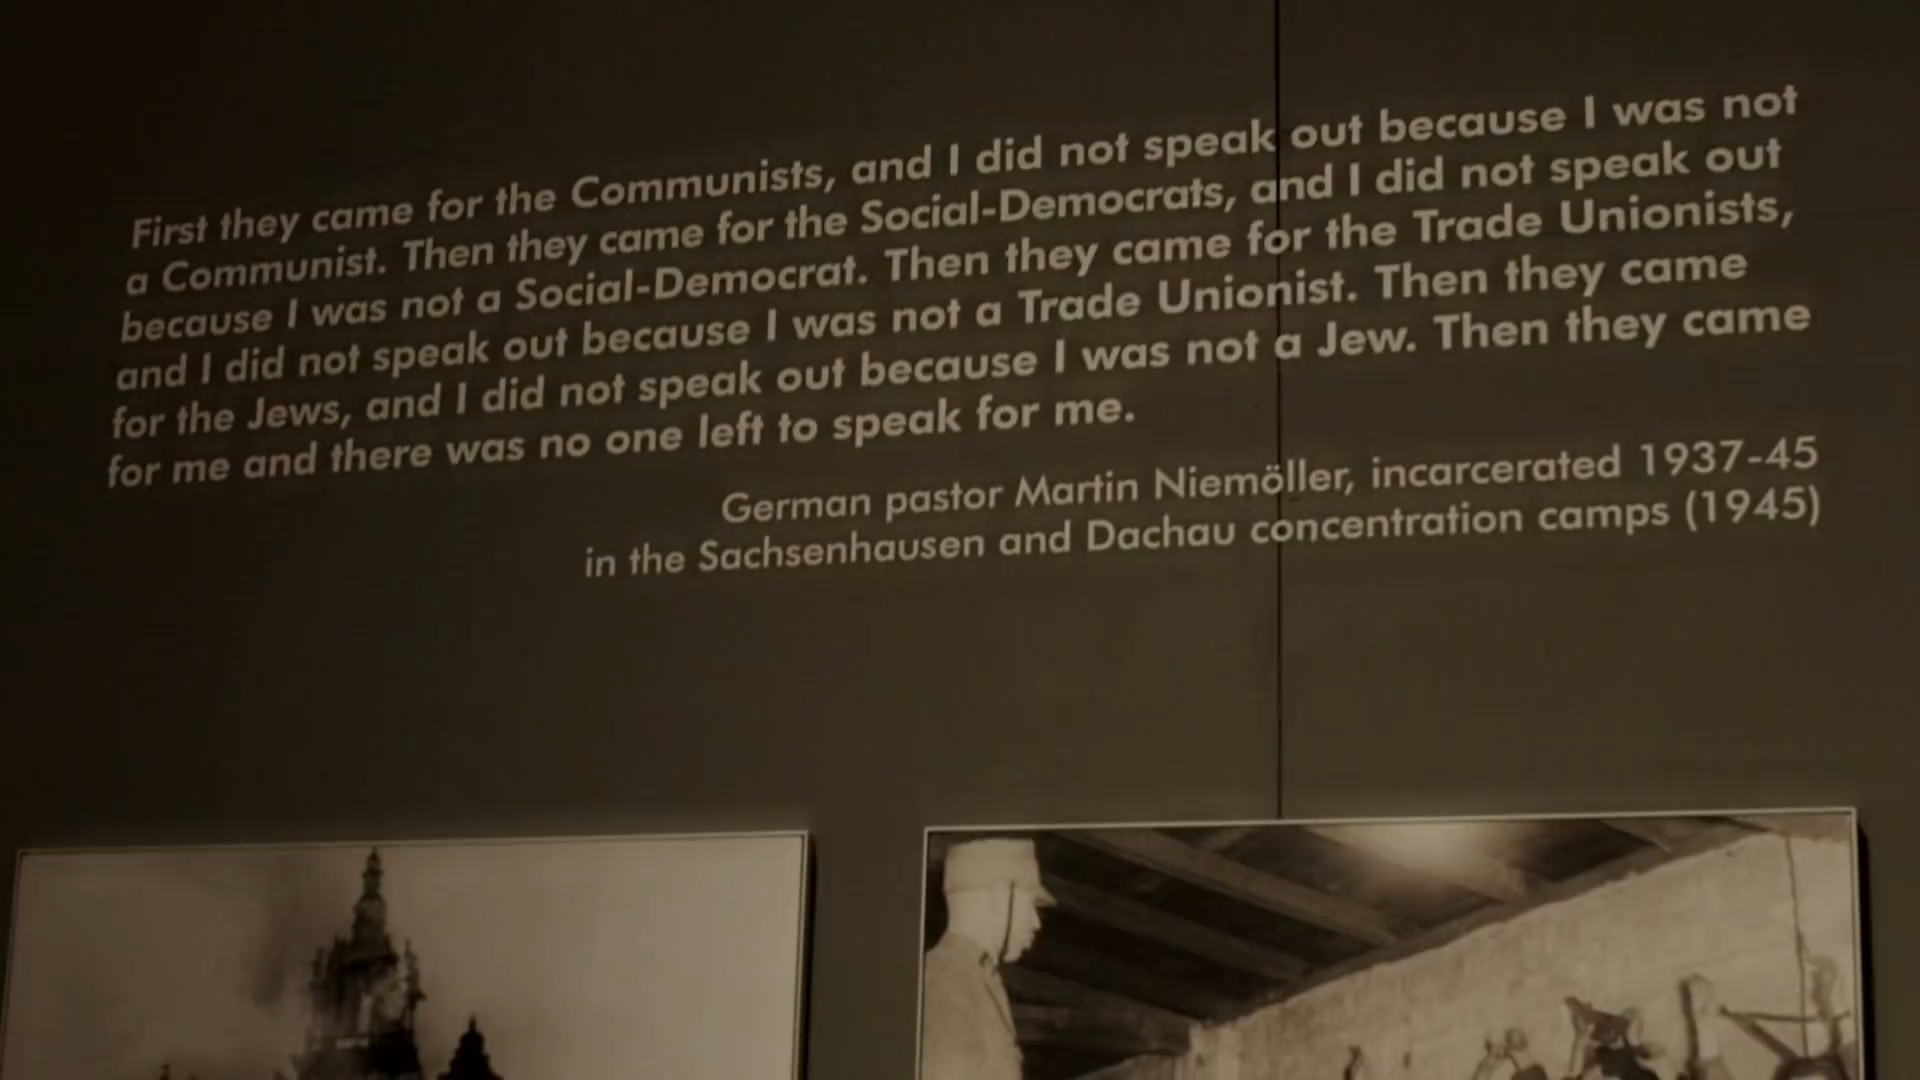 First they came for the Communists, and I did not speak out because I was not
a Communist. Then they came for the Social-Democrats, and I did not speak out
because I was not a Social-Democrat. Then they came for the Trade Unionists,
and I did not speak out because I was not a Trade Unionist. Then they came
for the Jews, and I did not speak out because I was not a Jew. Then they came
for me and there was no one left to speak for me.
German pastor Martin Niemöller, incarcerated 1937-45
in the Sachsenhausen and Dachau concentration camps (1945)